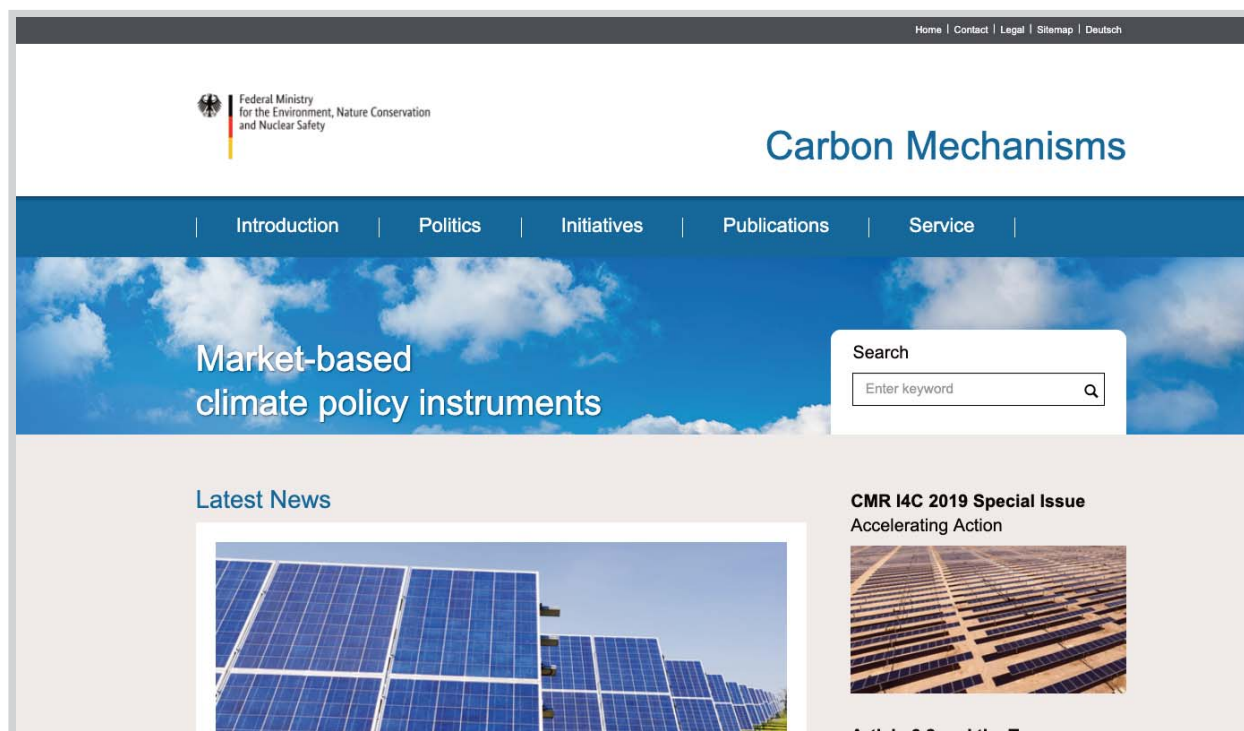 Home | Contact | Legal | Sitemap | Deutsch
Federal Ministry
for the Environment, Nature Conservation
and Nuclear Safety
Carbon Mechanisms
Introduction | Politics | Initiatives | Publications | Service
Market-based
climate policy instruments
Search
Enter keyword
Latest News
CMR I4C 2019 Special Issue
Accelerating Action